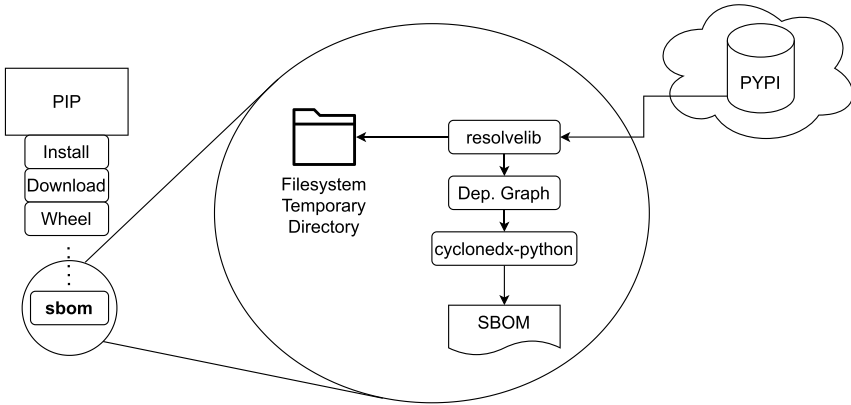 PIP
Install
Download
Wheel
sbom
Filesystem
Temporary
Directory
resolvelib
Dep. Graph
cyclonedx-python
SBOM
PYPI